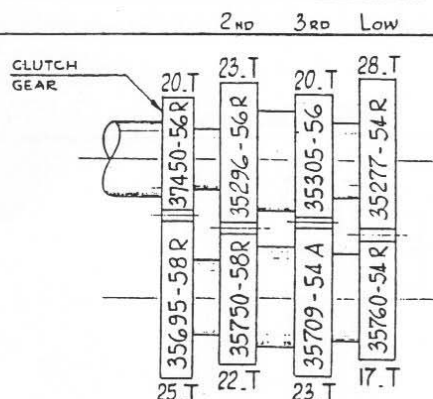 2ND 3RD LOW
CLUTCH
GEAR
20 T 23 T 20 T 28 T
37450-56R 35296-56R 35305-56 35277-54R
35695-58R 35750-58R 35709-54A 35760-54R
25 T 22 T 23 T 17 T